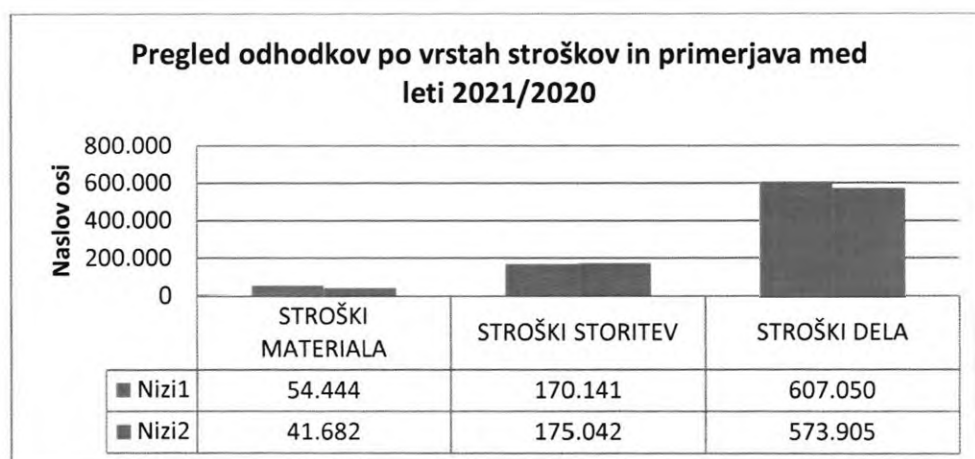 Pregled odhodkov po vrstah stroškov in primerjava med
leti 2021/2020
Naslov osi
800.000
600.000
400.000
200.000
0
STROŠKI
MATERIALA
STROŠKI STORITEV
STROŠKI DELA
Nizi1 54.444 170.141 607.050
Nizi2 41.682 175.042 573.905